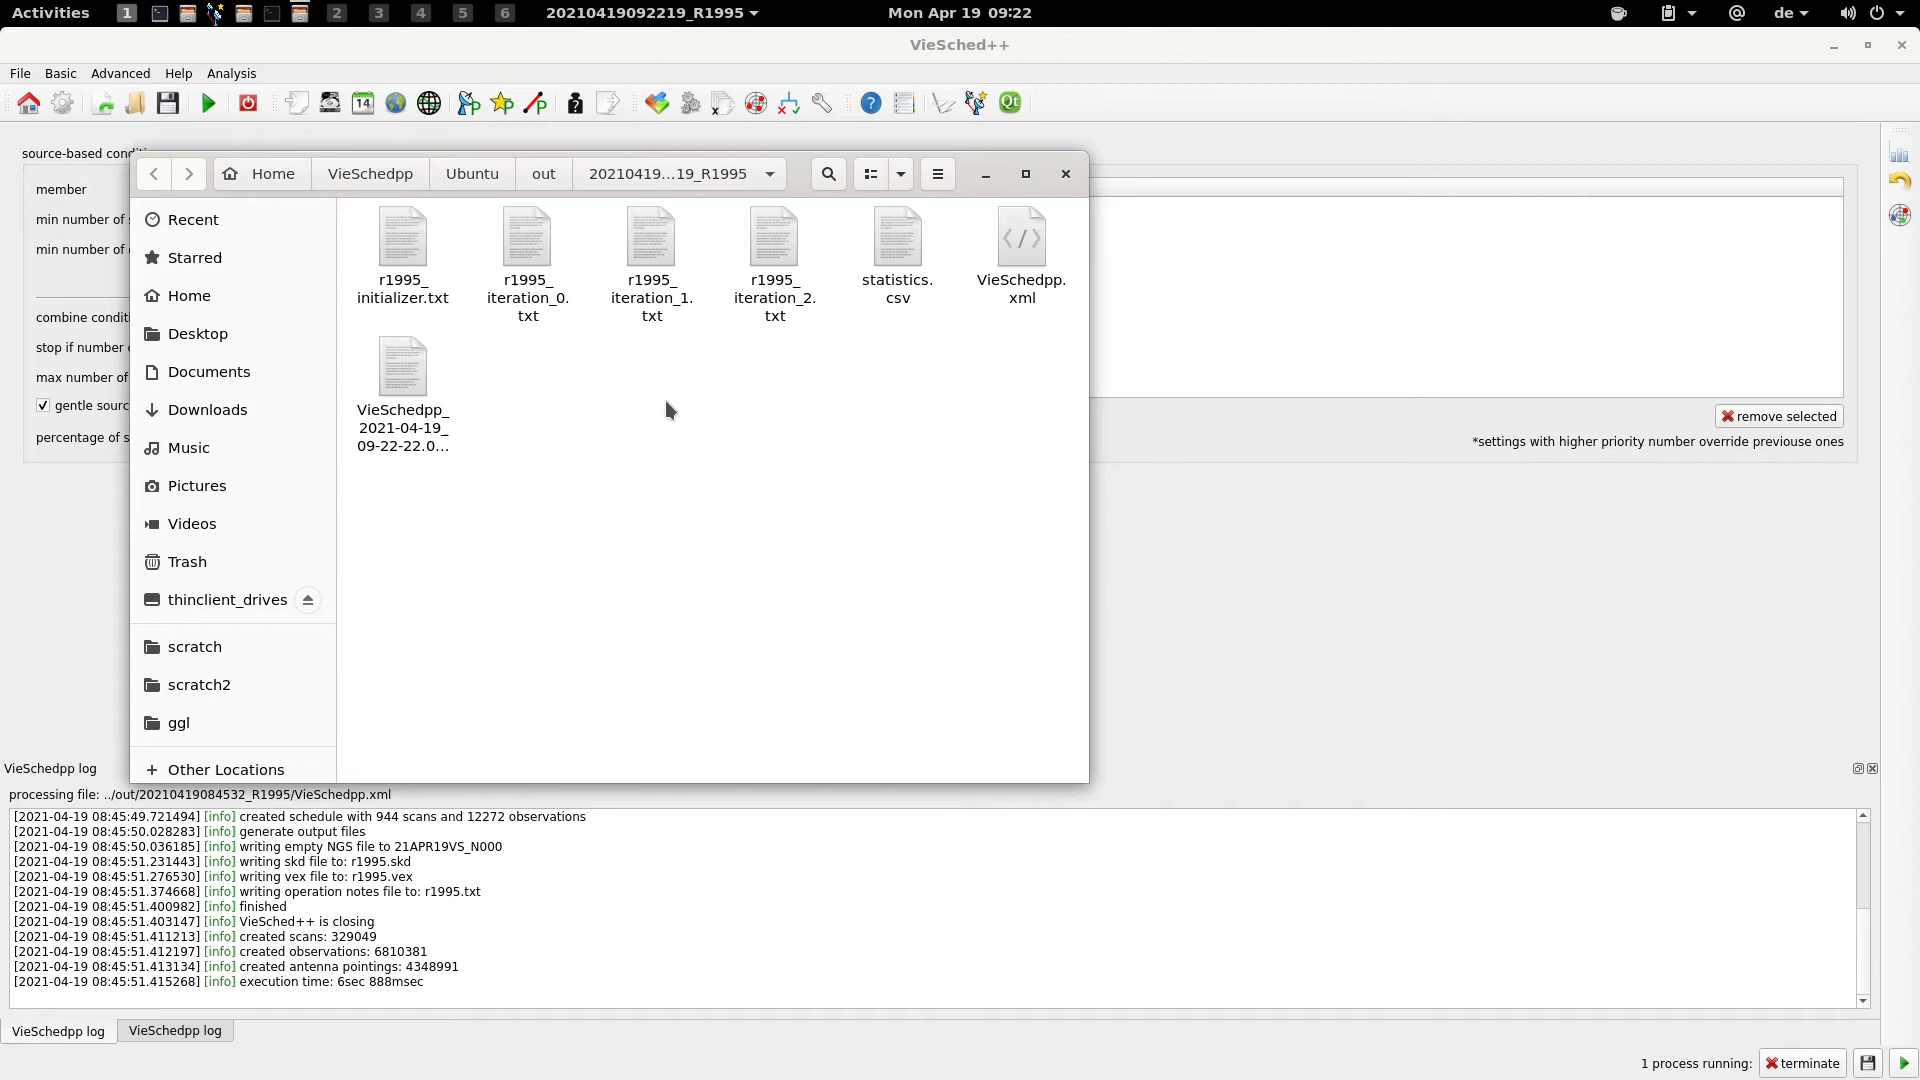 Activities 1 2 3 4 5 6 20210419092219_R1995 Mon Apr 19 09:22 de
VieSched++
File Basic Advanced Help Analysis
14 P P P ? Qt
source-based condi
member
min number of
min number of
combine conditi
stop if number
max number of
gentle sourc
percentage of s
Home VieSchedpp Ubuntu out 20210419...19_R1995
Recent
Starred
Home
Desktop
Documents
Downloads
Music
Pictures
Videos
Trash
thinclient_drives
scratch
scratch2
ggl
Other Locations
r1995_
initializer.txt
r1995_
iteration_0.
txt
r1995_
iteration_1.
txt
r1995_
iteration_2.
txt
statistics.
csv
VieSchedpp.
xml
VieSchedpp_
2021-04-19_
09-22-22.0...
remove selected
*settings with higher priority number override previouse ones
VieSchedpp log
processing file: ../out/20210419084532_R1995/VieSchedpp.xml
[2021-04-19 08:45:49.721494] [info] created schedule with 944 scans and 12272 observations
[2021-04-19 08:45:50.028283] [info] generate output files
[2021-04-19 08:45:50.036185] [info] writing empty NGS file to 21APR19VS_N000
[2021-04-19 08:45:51.231443] [info] writing skd file to: r1995.skd
[2021-04-19 08:45:51.276530] [info] writing vex file to: r1995.vex
[2021-04-19 08:45:51.374668] [info] writing operation notes file to: r1995.txt
[2021-04-19 08:45:51.400982] [info] finished
[2021-04-19 08:45:51.403147] [info] VieSched++ is closing
[2021-04-19 08:45:51.411213] [info] created scans: 329049
[2021-04-19 08:45:51.412197] [info] created observations: 6810381
[2021-04-19 08:45:51.413134] [info] created antenna pointings: 4348991
[2021-04-19 08:45:51.415268] [info] execution time: 6sec 888msec
VieSchedpp log VieSchedpp log
1 process running: terminate